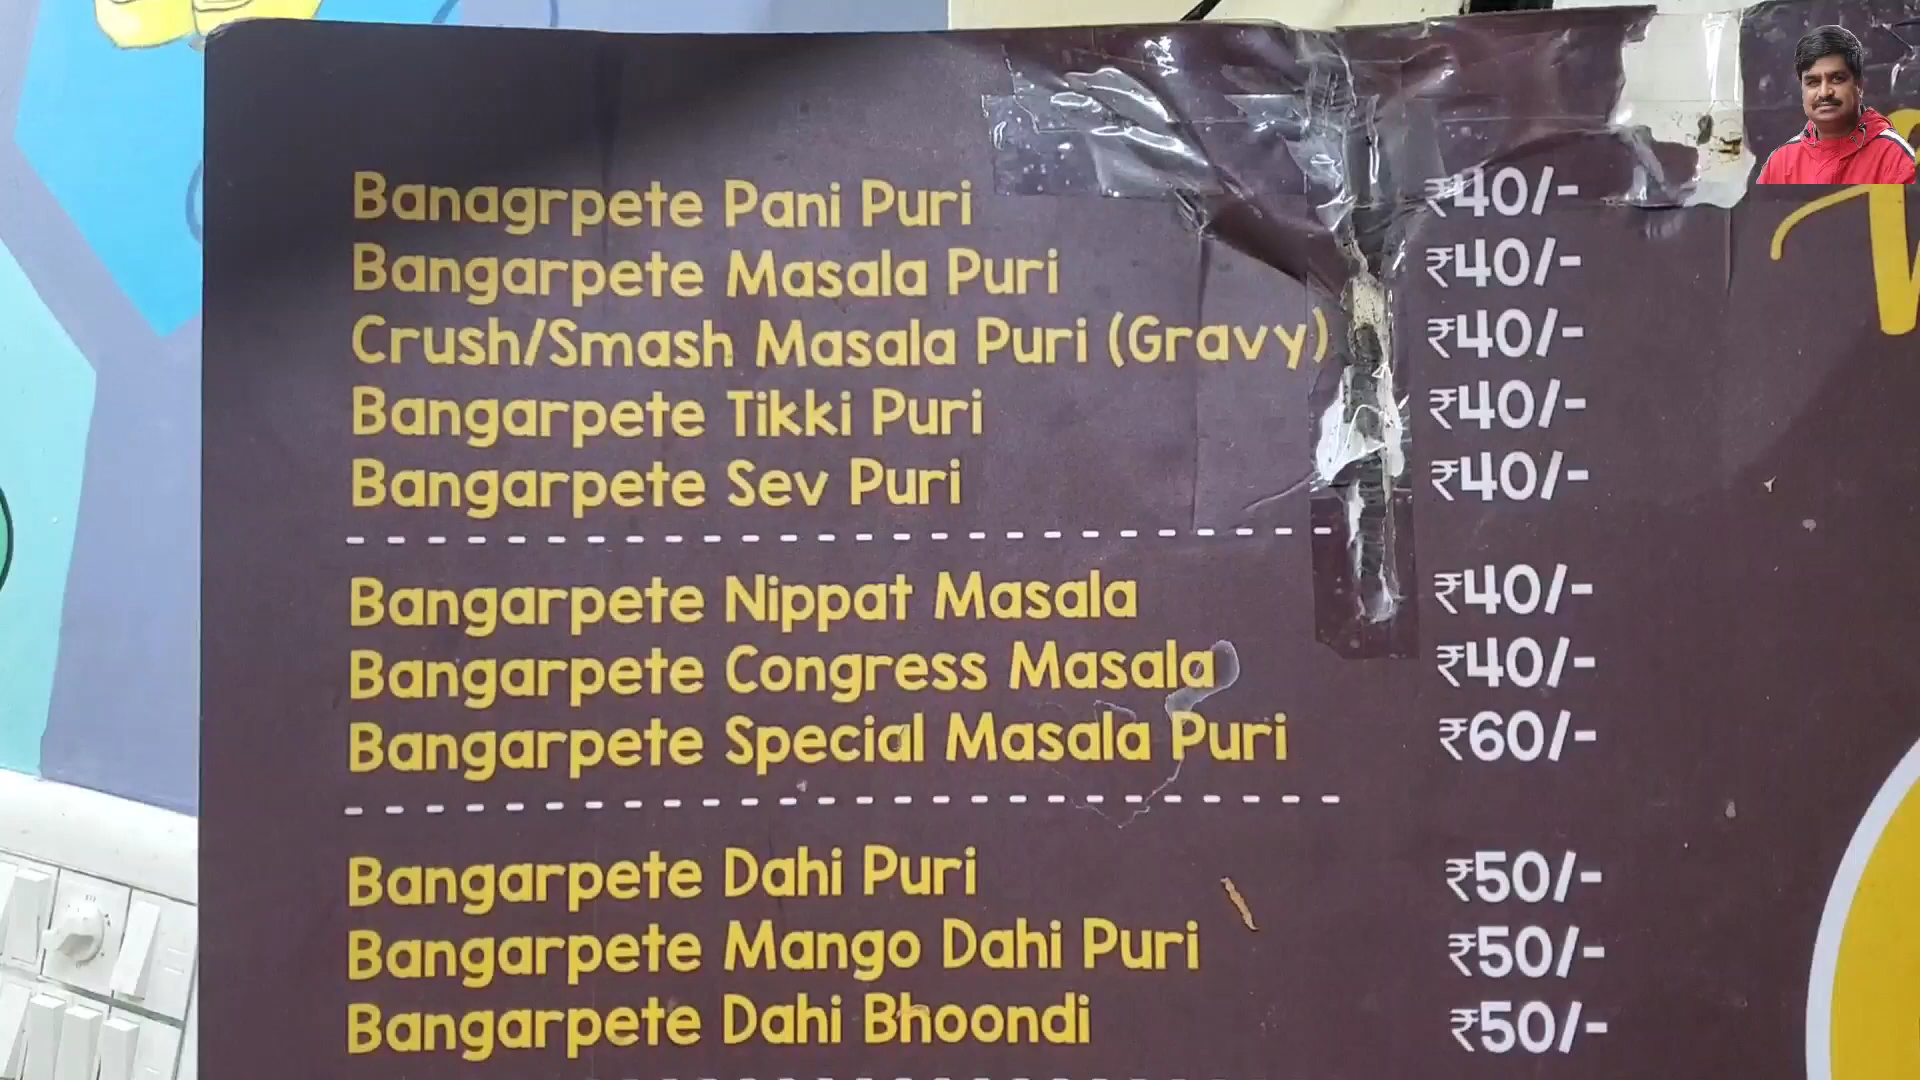 Banagrpete Pani Puri ₹40/-
Bangarpete Masala Puri ₹40/-
Crush/Smash Masala Puri (Gravy) ₹40/-
Bangarpete Tikki Puri ₹40/-
Bangarpete Sev Puri ₹40/-
Bangarpete Nippat Masala ₹40/-
Bangarpete Congress Masala ₹40/-
Bangarpete Special Masala Puri ₹60/-
Bangarpete Dahi Puri ₹50/-
Bangarpete Mango Dahi Puri ₹50/-
Bangarpete Dahi Bhoondi ₹50/-